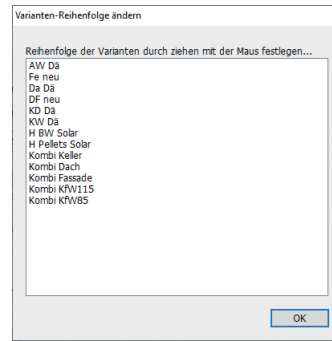 Varianten-Reihenfolge ändern
Reihenfolge der Varianten durch ziehen mit der Maus festlegen...
AW Dä
Fe neu
Da Dä
DF neu
KD Dä
KW Dä
H BW Solar
H Pellets Solar
Kombi Keller
Kombi Dach
Kombi Fassade
Kombi KfW115
Kombi KfW85
OK